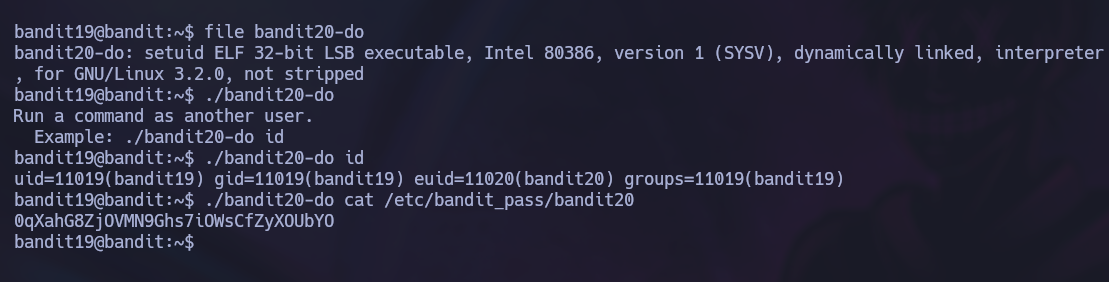 bandit19@bandit:~$ file bandit20-do
bandit20-do: setuid ELF 32-bit LSB executable, Intel 80386, version 1 (SYSV), dynamically linked, interpreter
, for GNU/Linux 3.2.0, not stripped
bandit19@bandit:~$ ./bandit20-do
Run a command as another user.
  Example: ./bandit20-do id
bandit19@bandit:~$ ./bandit20-do id
uid=11019(bandit19) gid=11019(bandit19) euid=11020(bandit20) groups=11019(bandit19)
bandit19@bandit:~$ ./bandit20-do cat /etc/bandit_pass/bandit20
0qXahG8ZjOVMN9Ghs7iOWsCfZyXOUbYO
bandit19@bandit:~$